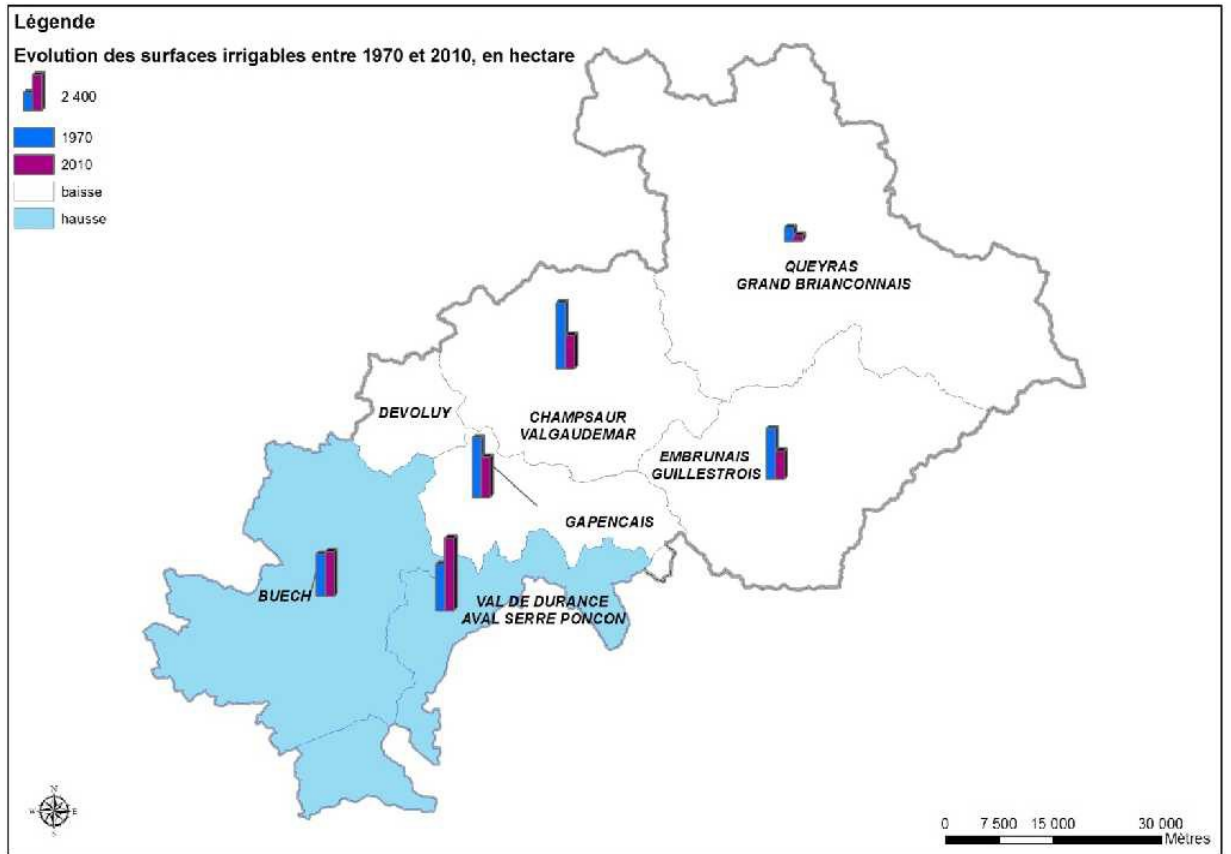 Légende
Evolution des surfaces irrigables entre 1970 et 2010, en hectare
2 400
1970
2010
baisse
hausse
QUEYRAS
GRAND BRIANCONNAIS
DEVOLUY
CHAMPSAUR
VALGAUDEMAR
EMBRUNAIS
GUILLESTROIS
GAPENCAIS
BUECH
VAL DE DURANCE
AVAL SERRE PONCON
N
W E
S
0 7 500 15 000 30 000
Mètres